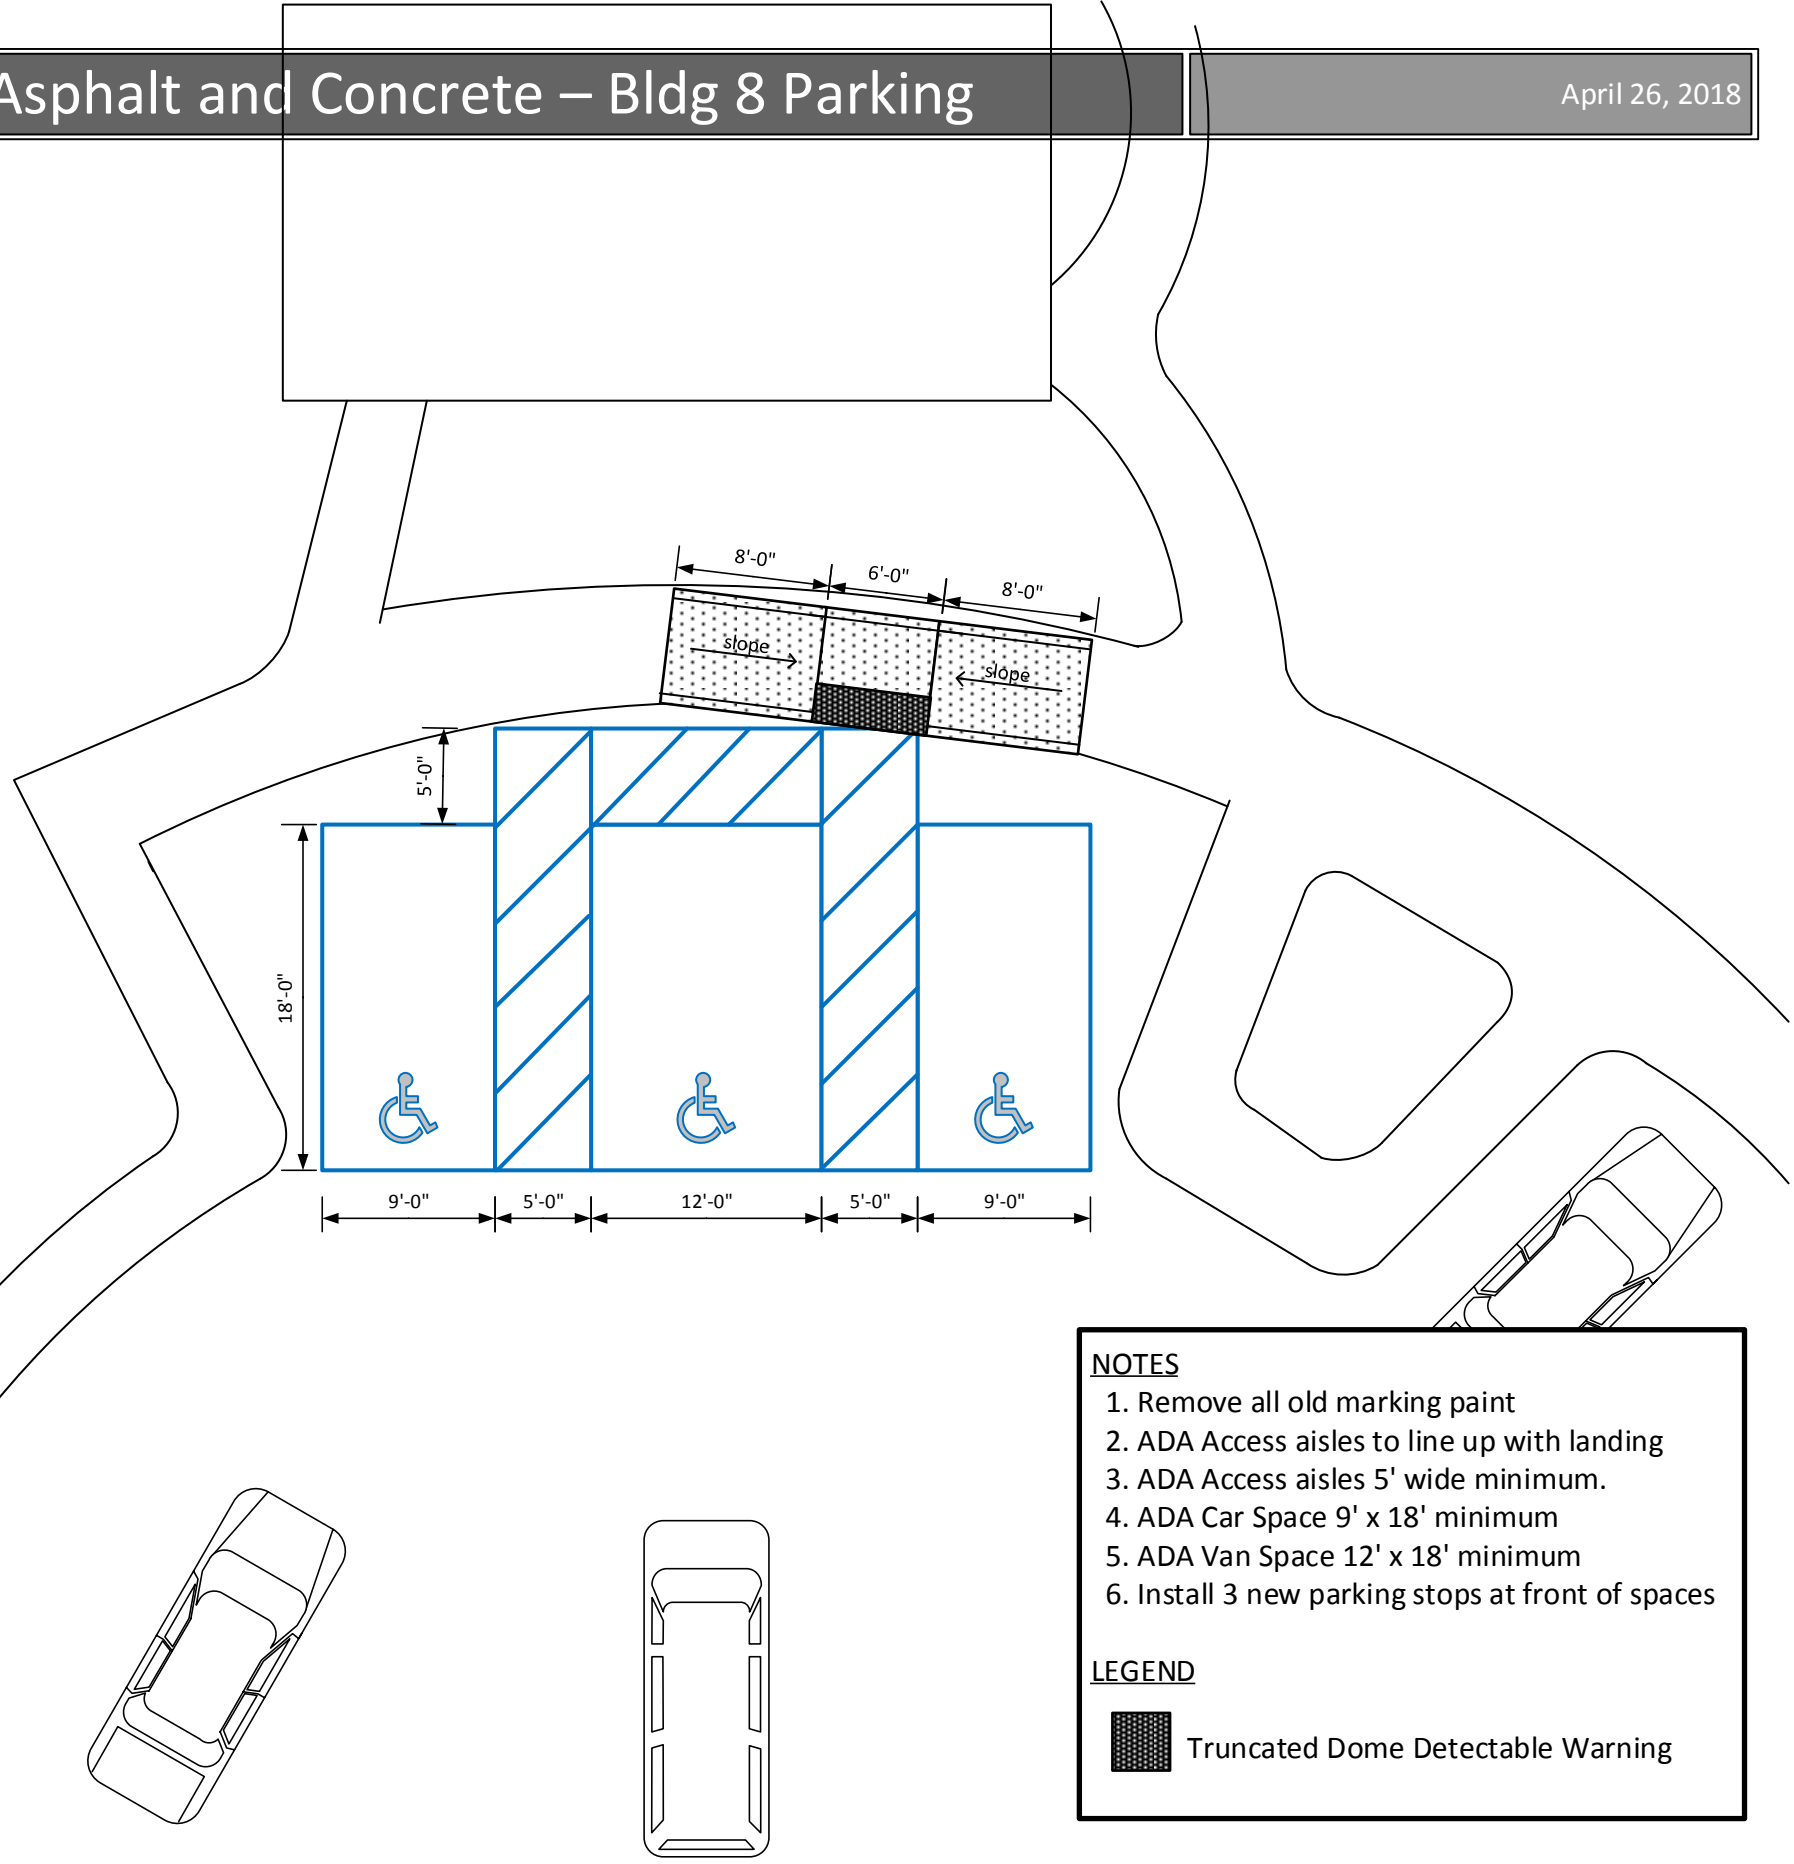 Asphalt and Concrete – Bldg 8 Parking
April 26, 2018
8'-0"
6'-0"
8'-0"
slope
slope
5'-0"
18'-0"
9'-0"
5'-0"
12'-0"
5'-0"
9'-0"
NOTES
1. Remove all old marking paint
2. ADA Access aisles to line up with landing
3. ADA Access aisles 5' wide minimum.
4. ADA Car Space 9' x 18' minimum
5. ADA Van Space 12' x 18' minimum
6. Install 3 new parking stops at front of spaces
LEGEND
Truncated Dome Detectable Warning